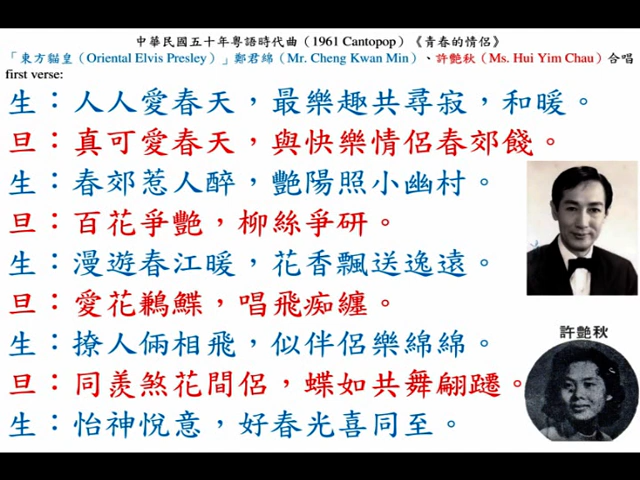 中華民國五十年粵語時代曲（1961 Cantopop）《青春的情侶》
「東方貓皇（Oriental Elvis Presley）」鄭君綿（Mr. Cheng Kwan Min）、許艷秋（Ms. Hui Yim Chau）合唱
first verse:
生：人人愛春天，最樂趣共尋寂，和暖。
旦：真可愛春天，與快樂情侶春郊餞。
生：春郊惹人醉，艷陽照小幽村。
旦：百花爭艷，柳絲爭研。
生：漫遊春江暖，花香飄送逸遠。
旦：愛花鶼鰈，唱飛痴纏。
生：撩人倆相飛，似伴侶樂綿綿。
旦：同羨煞花間侶，蝶如共舞翩躚。
生：怡神悅意，好春光喜同至。
許艷秋